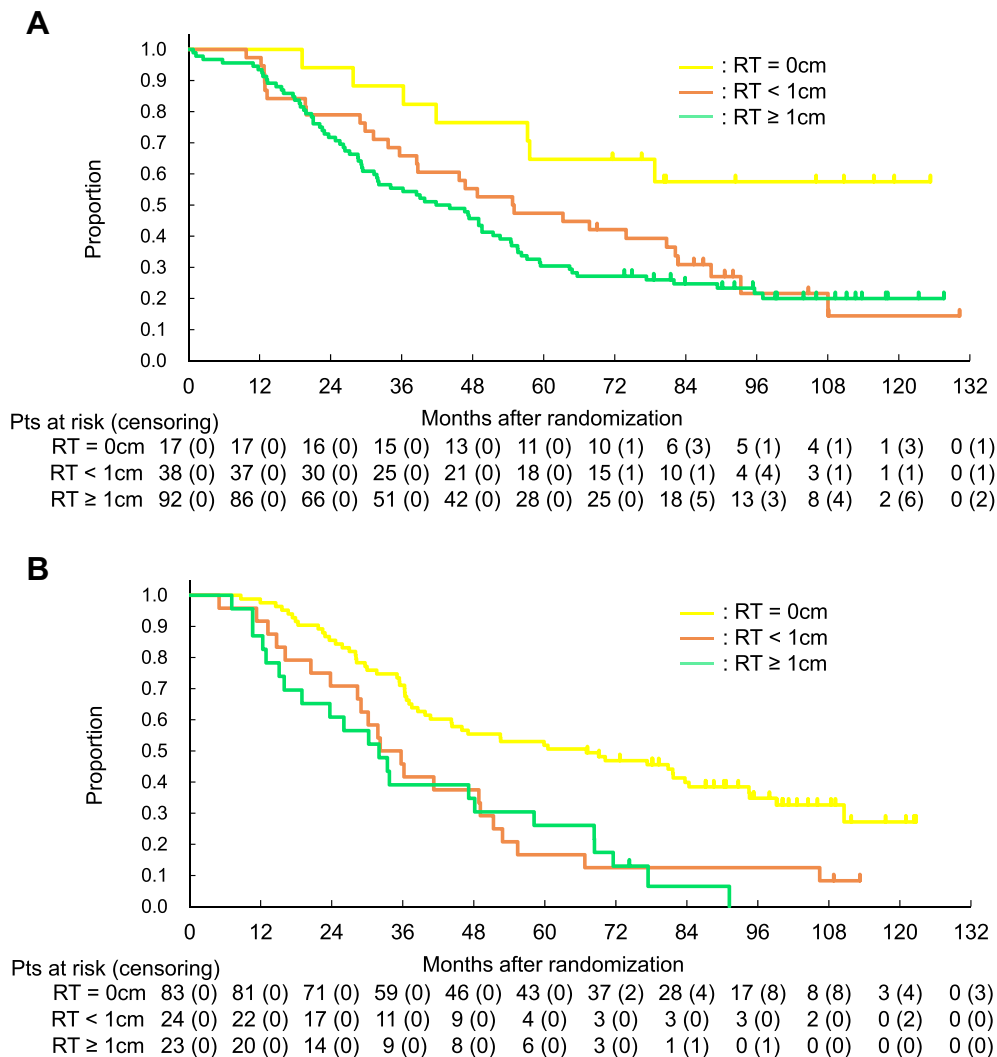 A
1.0
0.9
0.8
0.7
0.6
0.5
0.4
0.3
0.2
0.1
0.0
Proportion
: RT = 0cm
: RT < 1cm
: RT ≥ 1cm
0 12 24 36 48 60 72 84 96 108 120 132
Pts at risk (censoring) Months after randomization
RT = 0cm 17 (0) 17 (0) 16 (0) 15 (0) 13 (0) 11 (0) 10 (1) 6 (3) 5 (1) 4 (1) 1 (3) 0 (1)
RT < 1cm 38 (0) 37 (0) 30 (0) 25 (0) 21 (0) 18 (0) 15 (1) 10 (1) 4 (4) 3 (1) 1 (1) 0 (1)
RT ≥ 1cm 92 (0) 86 (0) 66 (0) 51 (0) 42 (0) 28 (0) 25 (0) 18 (5) 13 (3) 8 (4) 2 (6) 0 (2)
B
1.0
0.9
0.8
0.7
0.6
0.5
0.4
0.3
0.2
0.1
0.0
Proportion
: RT = 0cm
: RT < 1cm
: RT ≥ 1cm
0 12 24 36 48 60 72 84 96 108 120 132
Pts at risk (censoring) Months after randomization
RT = 0cm 83 (0) 81 (0) 71 (0) 59 (0) 46 (0) 43 (0) 37 (2) 28 (4) 17 (8) 8 (8) 3 (4) 0 (3)
RT < 1cm 24 (0) 22 (0) 17 (0) 11 (0) 9 (0) 4 (0) 3 (0) 3 (0) 3 (0) 2 (0) 0 (2) 0 (0)
RT ≥ 1cm 23 (0) 20 (0) 14 (0) 9 (0) 8 (0) 6 (0) 3 (0) 1 (1) 0 (1) 0 (0) 0 (0) 0 (0)